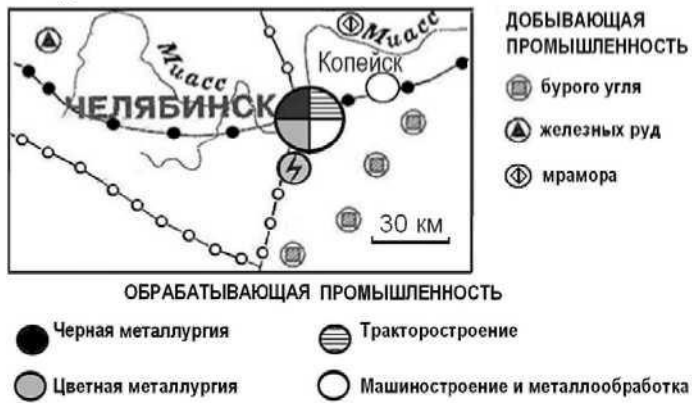 Миасс
Миасс
Копейск
ЧЕЛЯБИНСК
30 км
ДОБЫВАЮЩАЯ
ПРОМЫШЛЕННОСТЬ
бурого угля
железных руд
мрамора
ОБРАБАТЫВАЮЩАЯ ПРОМЫШЛЕННОСТЬ
Черная металлургия
Тракторостроение
Цветная металлургия
Машиностроение и металлообработка